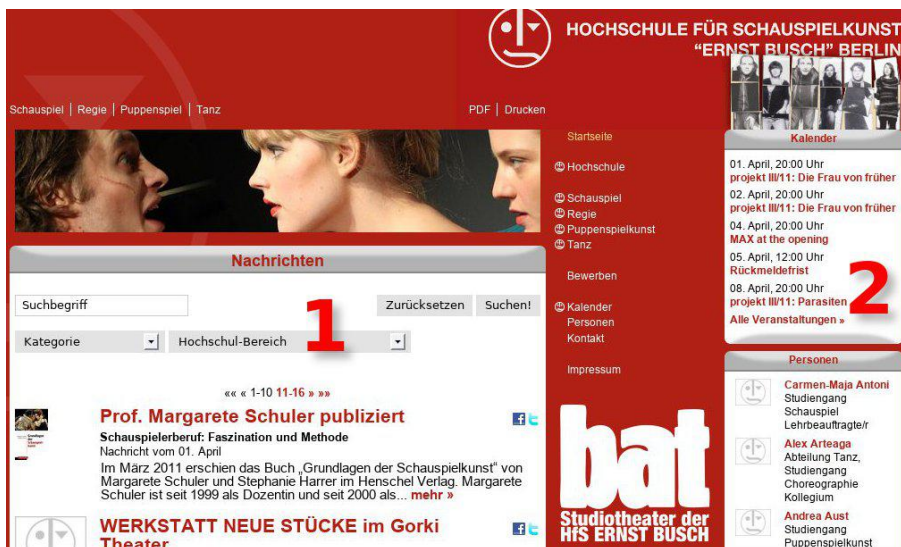 HOCHSCHULE FÜR SCHAUSPIELKUNST
"ERNST BUSCH" BERLIN
Schauspiel | Regie | Puppenspiel | Tanz
PDF | Drucken
Nachrichten
Suchbegriff
Zurücksetzen
Suchen!
Kategorie
Hochschul-Bereich
1
«« « 1-10 11-16 » »»
Prof. Margarete Schuler publiziert
Schauspielerberuf: Faszination und Methode
Nachricht vom 01. April
Im März 2011 erschien das Buch „Grundlagen der Schauspielkunst" von
Margarete Schuler und Stephanie Harrer im Henschel Verlag. Margarete
Schuler ist seit 1999 als Dozentin und seit 2000 als... mehr »
WERKSTATT NEUE STÜCKE im Gorki
Theater
Startseite
Hochschule
Schauspiel
Regie
Puppenspielkunst
Tanz
Bewerben
Kalender
Personen
Kontakt
Impressum
bat
Studiotheater der
HfS ERNST BUSCH
Kalender
01. April, 20:00 Uhr
projekt III/11: Die Frau von früher
02. April, 20:00 Uhr
projekt III/11: Die Frau von früher
04. April, 20:00 Uhr
MAX at the opening
05. April, 12:00 Uhr
Rückmeldefrist
08. April, 20:00 Uhr
projekt III/11: Parasiten
Alle Veranstaltungen »
2
Personen
Carmen-Maja Antoni
Studiengang
Schauspiel
Lehrbeauftragte/r
Alex Arteaga
Abteilung Tanz,
Studiengang
Choreographie
Kollegium
Andrea Aust
Studiengang
Puppenspielkunst